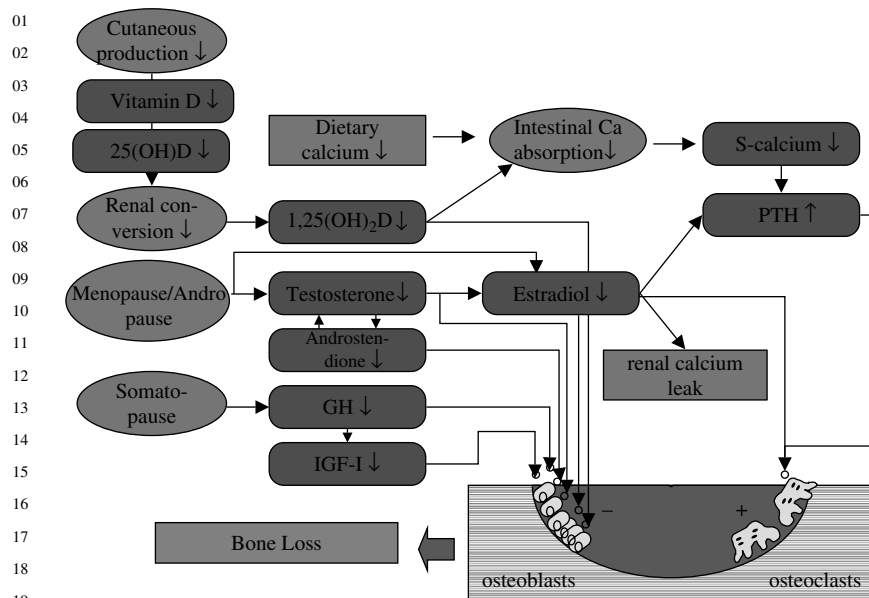 01
02
03
04
05
06
07
08
09
10
11
12
13
14
15
16
17
18
Cutaneous
production ↓
Vitamin D ↓
25(OH)D ↓
Renal con-
version ↓
Dietary
calcium ↓
Intestinal Ca
absorption↓
S-calcium ↓
PTH ↑
1,25(OH)₂D ↓
Menopause/Andro
pause
Testosterone ↓
Estradiol ↓
Androsten-
dione ↓
renal calcium
leak
Somato-
pause
GH ↓
IGF-I ↓
Bone Loss
–
+
osteoblasts
osteoclasts